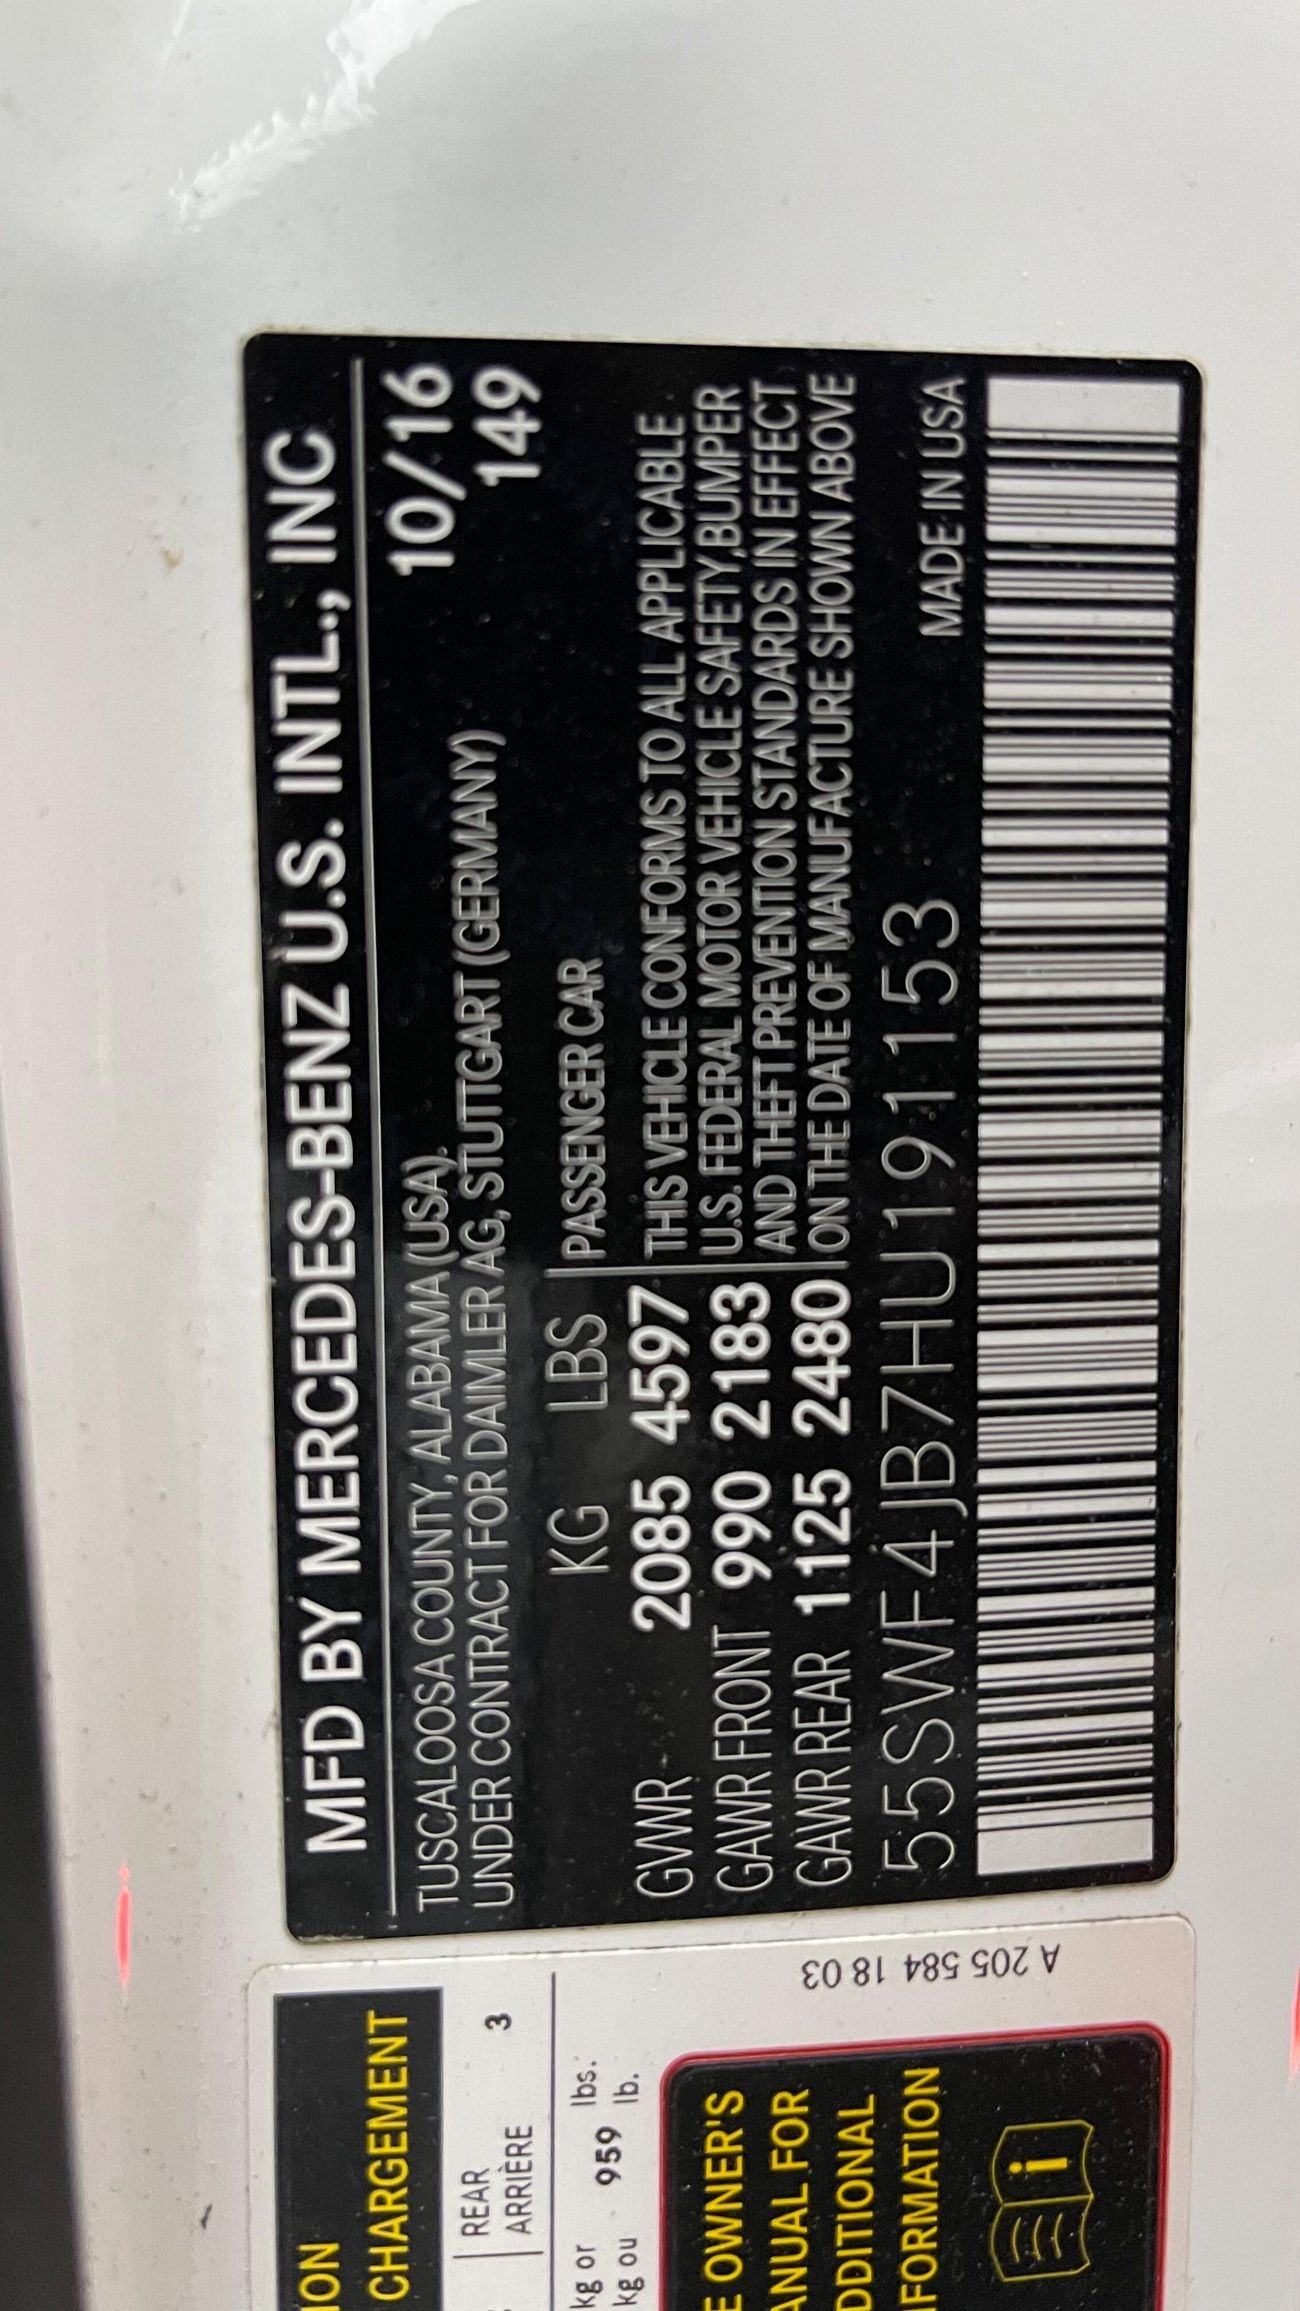 MFD BY MERCEDES-BENZ U.S. INTL., INC
TUSCALOOSA COUNTY, ALABAMA (USA). 10/16
UNDER CONTRACT FOR DAIMLER AG, STUTTGART (GERMANY) 149
KG LBS PASSENGER CAR
GVWR 2085 4597 THIS VEHICLE CONFORMS TO ALL APPLICABLE
GAWR FRONT 990 2183 U.S. FEDERAL MOTOR VEHICLE SAFETY,BUMPER
GAWR REAR 1125 2480 AND THEFT PREVENTION STANDARDS IN EFFECT
ON THE DATE OF MANUFACTURE SHOWN ABOVE
55SWF4JB7HU191153 MADE IN USA
ION
CHARGEMENT
REAR 3
ARRIÈRE
kg or 959 lbs.
kg ou lb.
E OWNER'S
ANUAL FOR
DDITIONAL
FORMATION
i
A 205 584 18 03